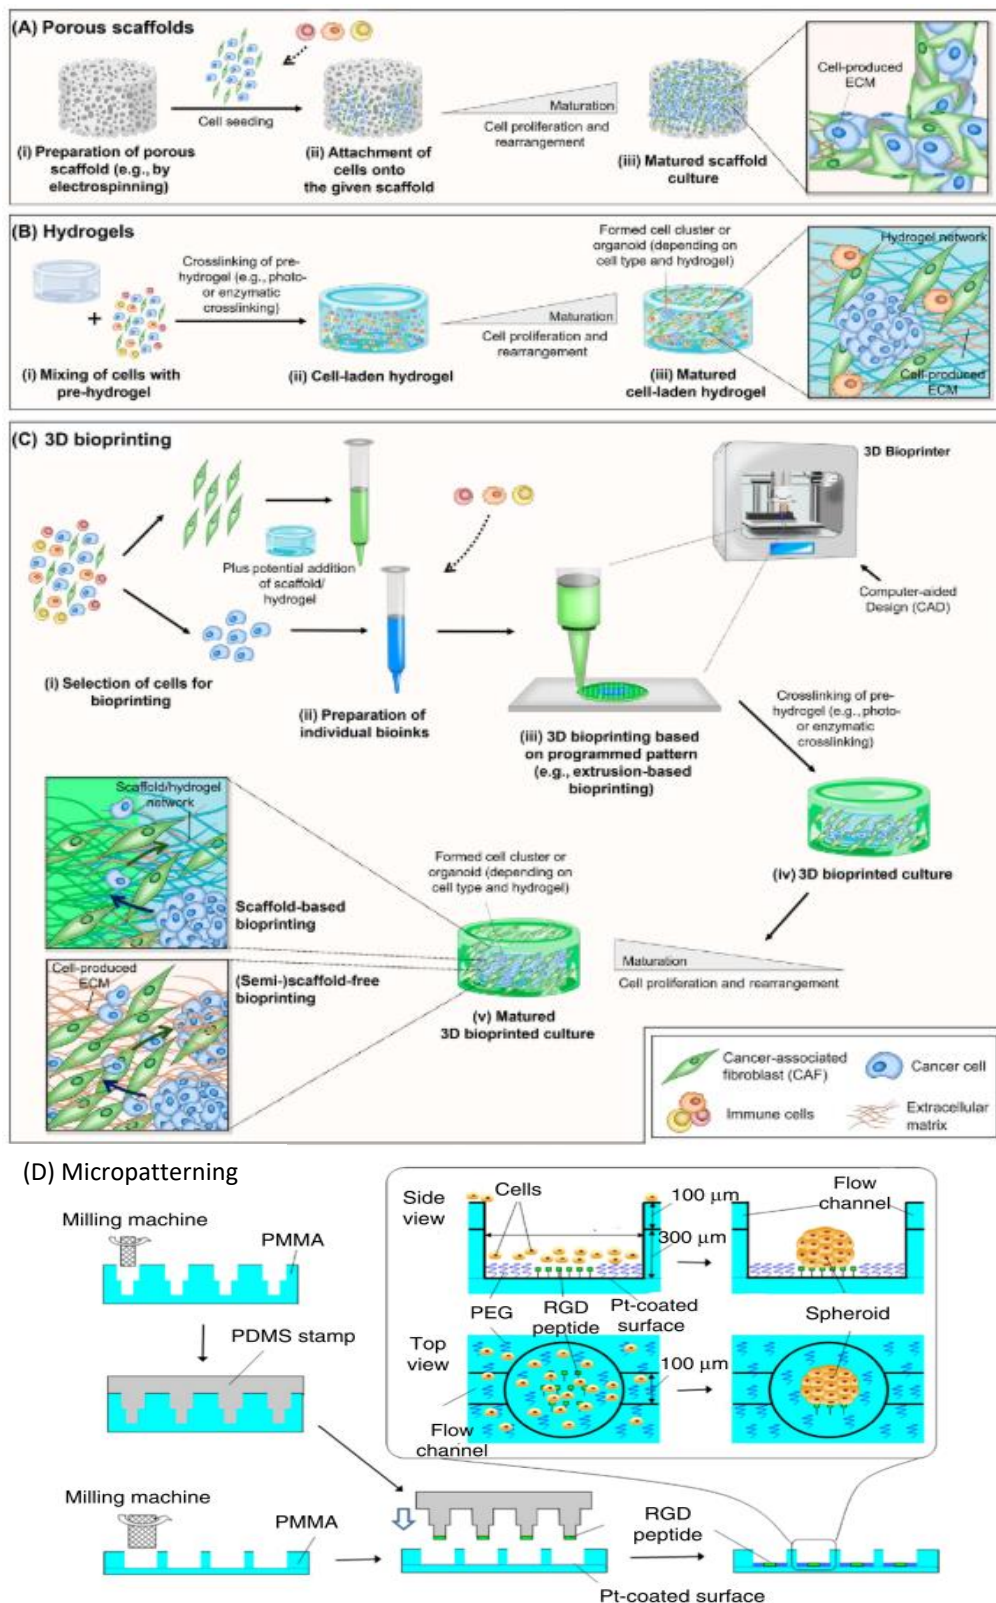 (A) Porous scaffolds
Cell seeding
(i) Preparation of porous
scaffold (e.g., by
electrospinning)
(ii) Attachment of
cells onto
the given scaffold
Maturation
Cell proliferation and
rearrangement
(iii) Matured scaffold
culture
Cell-produced
ECM
(B) Hydrogels
+
(i) Mixing of cells with
pre-hydrogel
Crosslinking of pre-
hydrogel (e.g., photo-
or enzymatic
crosslinking)
(ii) Cell-laden hydrogel
Maturation
Cell proliferation and
rearrangement
Formed cell cluster or
organoid (depending on
cell type and hydrogel)
(iii) Matured
cell-laden hydrogel
Hydrogel network
Cell-produced
ECM
(C) 3D bioprinting
(i) Selection of cells for
bioprinting
Plus potential addition
of scaffold/
hydrogel
(ii) Preparation of
individual bioinks
3D Bioprinter
Computer-aided
Design (CAD)
(iii) 3D bioprinting based
on programmed pattern
(e.g., extrusion-based
bioprinting)
Crosslinking of pre-
hydrogel (e.g., photo-
or enzymatic
crosslinking)
(iv) 3D bioprinted culture
Maturation
Cell proliferation and rearrangement
Formed cell cluster or
organoid (depending on
cell type and hydrogel)
(v) Matured
3D bioprinted culture
Scaffold/hydrogel
network
Scaffold-based
bioprinting
Cell-produced
ECM
(Semi-)scaffold-free
bioprinting
Cancer-associated
fibroblast (CAF)
Cancer cell
Immune cells
Extracellular
matrix
(D) Micropatterning
Milling machine
PMMA
PDMS stamp
Side
view
Cells
100 μm
300 μm
Flow
channel
PEG
RGD
peptide
Pt-coated
surface
Spheroid
Top
view
100 μm
Flow
channel
Milling machine
PMMA
RGD
peptide
Pt-coated surface